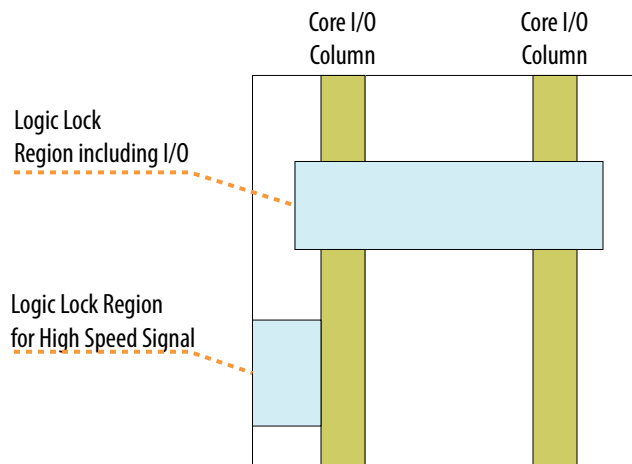 Core I/O
Column
Core I/O
Column
Logic Lock
Region including I/O
Logic Lock Region
for High Speed Signal